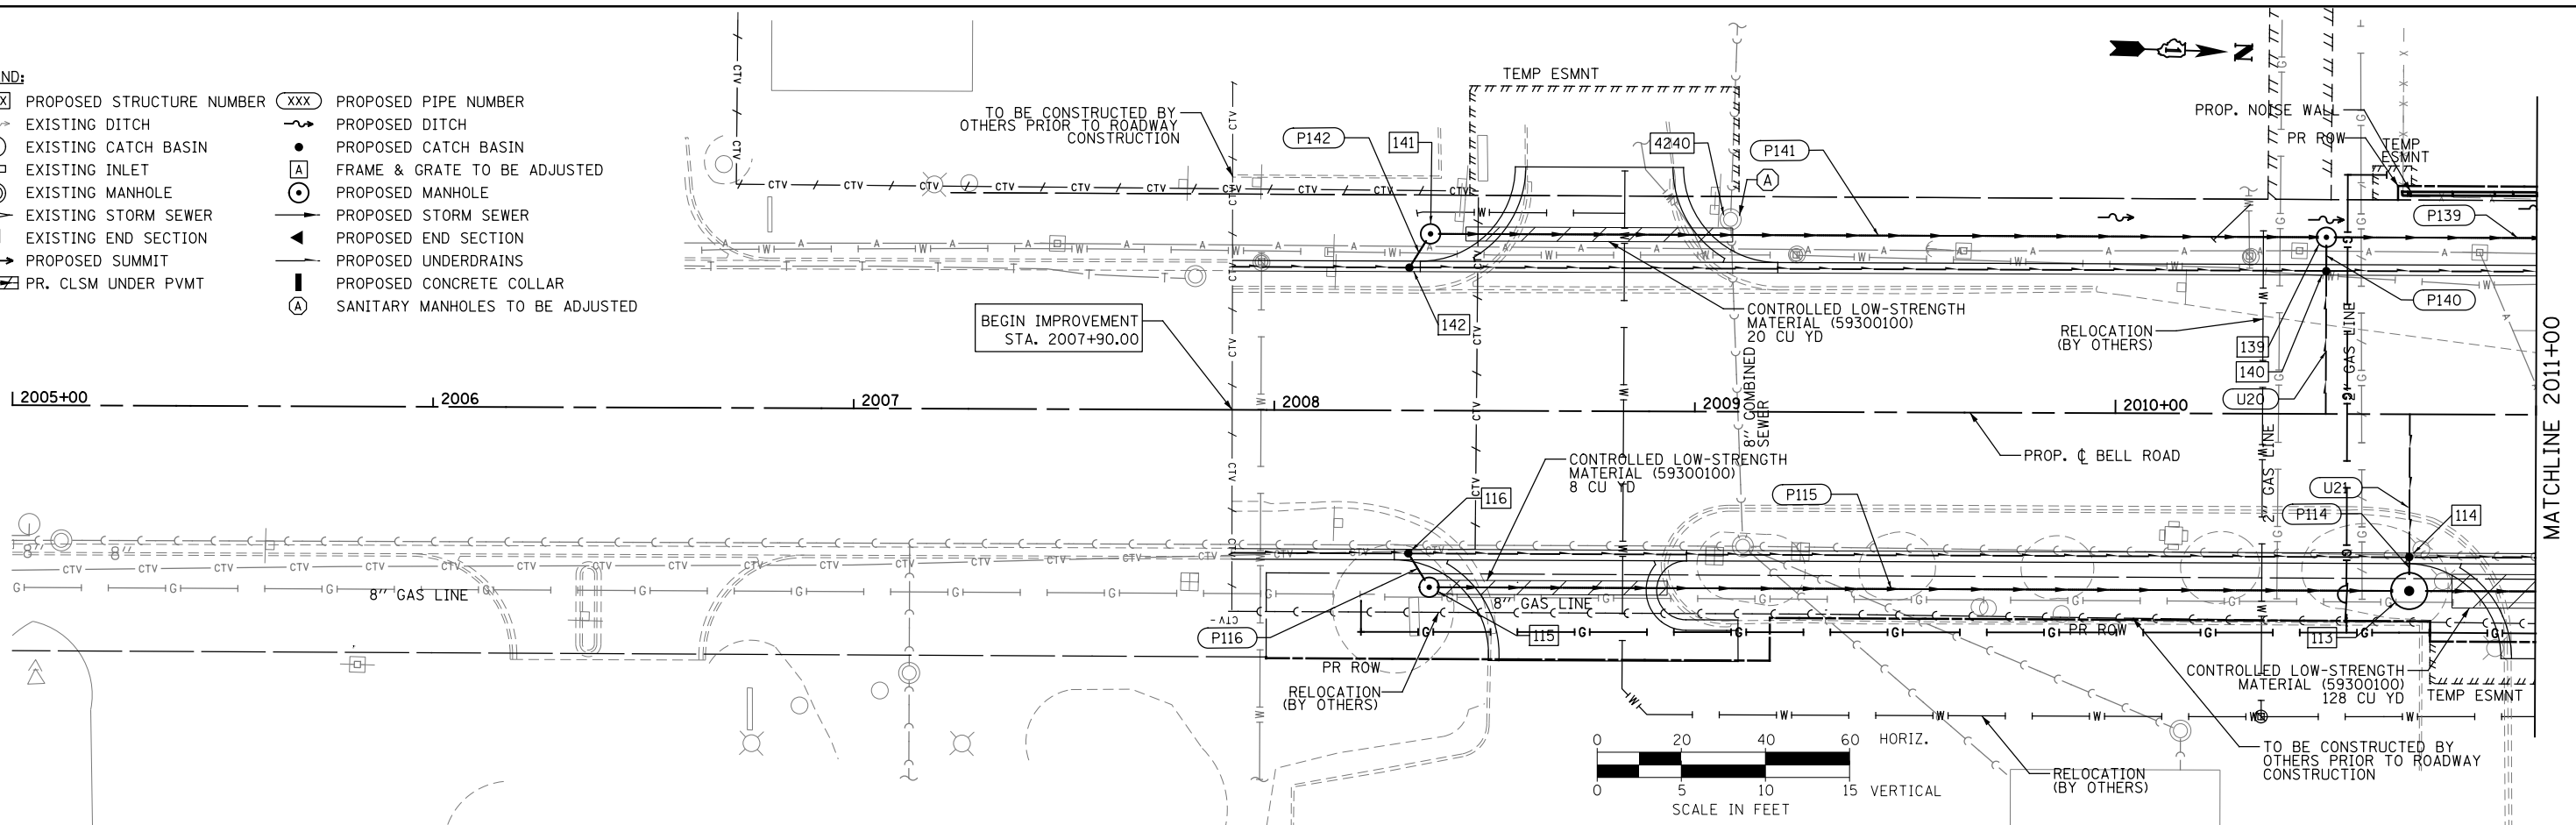 ND:
X PROPOSED STRUCTURE NUMBER
EXISTING DITCH
EXISTING CATCH BASIN
EXISTING INLET
EXISTING MANHOLE
EXISTING STORM SEWER
EXISTING END SECTION
PROPOSED SUMMIT
PR. CLSM UNDER PVMT
XXX PROPOSED PIPE NUMBER
PROPOSED DITCH
PROPOSED CATCH BASIN
A FRAME & GRATE TO BE ADJUSTED
PROPOSED MANHOLE
PROPOSED STORM SEWER
PROPOSED END SECTION
PROPOSED UNDERDRAINS
PROPOSED CONCRETE COLLAR
A SANITARY MANHOLES TO BE ADJUSTED
TO BE CONSTRUCTED BY
OTHERS PRIOR TO ROADWAY
CONSTRUCTION
P142
141
TEMP ESMNT
4240
P141
A
N
PROP. NOISE WALL
PR ROW
TEMP
ESMNT
P139
P140
142
CONTROLLED LOW-STRENGTH
MATERIAL (59300100)
20 CU YD
8" COMBINED
SEWER
RELOCATION
(BY OTHERS)
139
140
U20
2" GAS LINE
2" GAS LINE
BEGIN IMPROVEMENT
STA. 2007+90.00
2005+00
2006
2007
2008
2009
2010+00
MATCHLINE 2011+00
PROP. ℄ BELL ROAD
CONTROLLED LOW-STRENGTH
MATERIAL (59300100)
8 CU YD
116
P115
U21
P114
114
8"
8"
8" GAS LINE
8" GAS LINE
P116
115
PR ROW
RELOCATION
(BY OTHERS)
PR ROW
113
CONTROLLED LOW-STRENGTH
MATERIAL (59300100)
128 CU YD
TEMP ESMNT
TO BE CONSTRUCTED BY
OTHERS PRIOR TO ROADWAY
CONSTRUCTION
RELOCATION
(BY OTHERS)
0 20 40 60 HORIZ.
0 5 10 15 VERTICAL
SCALE IN FEET